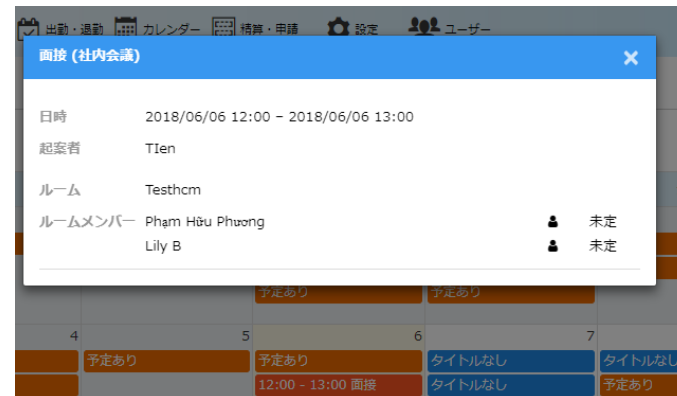 出勤・退勤 カレンダー 精算・申請 設定 ユーザー
面接 (社内会議) ×
日時 2018/06/06 12:00 – 2018/06/06 13:00
起案者 TIen
ルーム Testhcm
ルームメンバー Phạm Hữu Phương 未定
Lily B 未定
予定あり 予定あり
4 5 6 7
予定あり 予定あり タイトルなし タイトルなし
12:00 - 13:00 面接 タイトルなし 予定あり